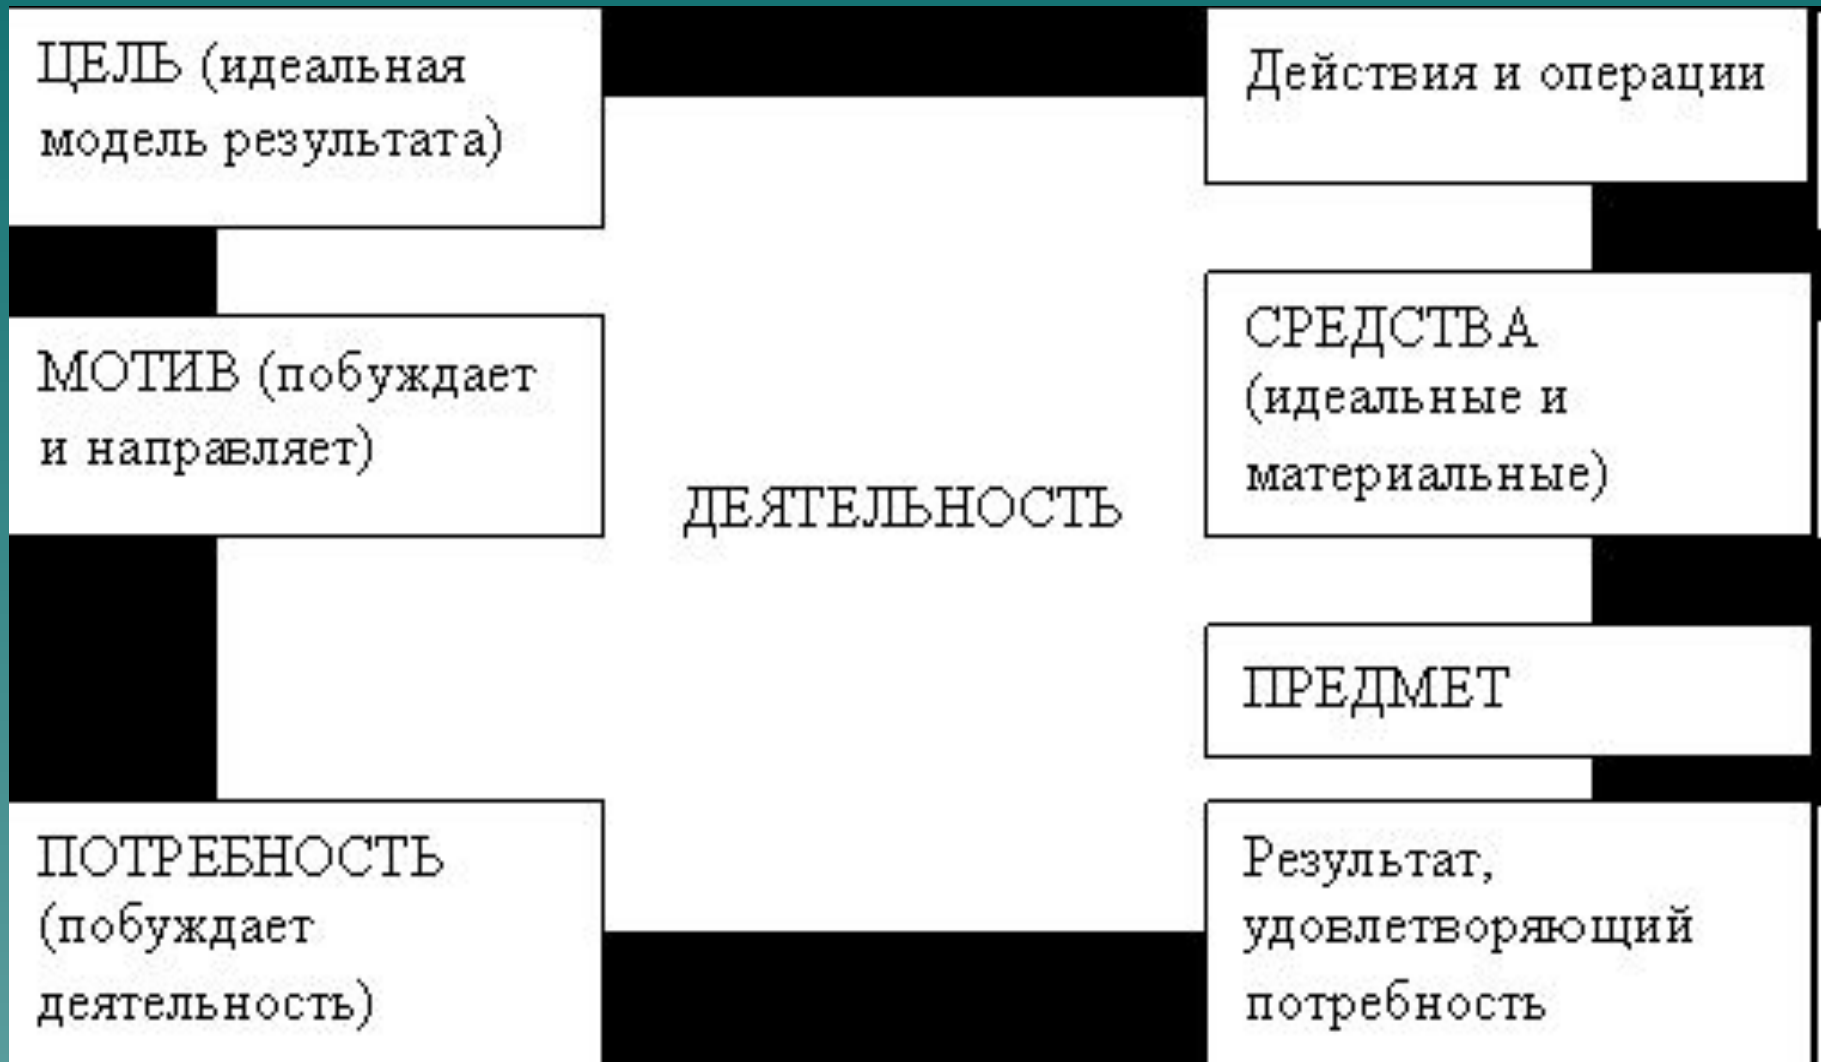 ЦЕЛЬ (идеальная
модель результата)
МОТИВ (побуждает
и направляет)
ПОТРЕБНОСТЬ
(побуждает
деятельность)
ДЕЯТЕЛЬНОСТЬ
Действия и операции
СРЕДСТВА
(идеальные и
материальные)
ПРЕДМЕТ
Результат,
удовлетворяющий
потребность